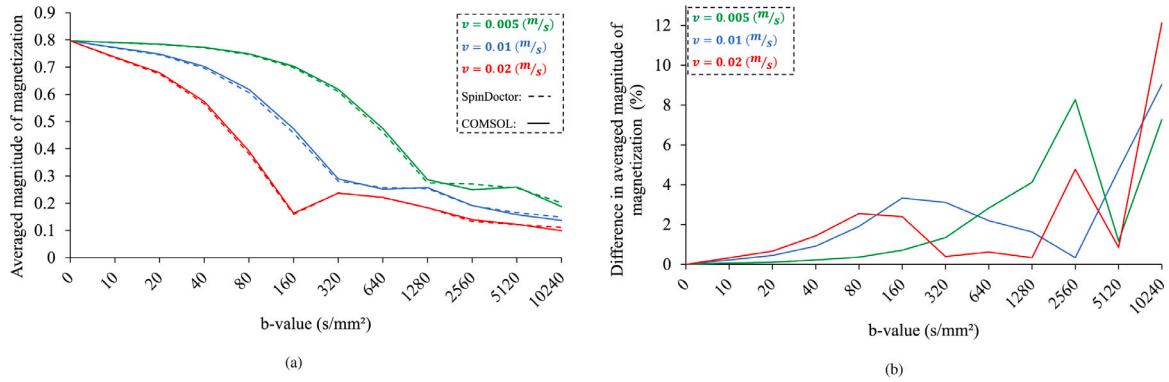 Averaged magnitude of magnetization
0.9
0.8
0.7
0.6
0.5
0.4
0.3
0.2
0.1
0
v = 0.005 (m/s)
v = 0.01 (m/s)
v = 0.02 (m/s)
SpinDoctor:
COMSOL:
0 10 20 40 80 160 320 640 1280 2560 5120 10240
b-value (s/mm²)
(a)
Difference in averaged magnitude of
magnetization (%)
12
10
8
6
4
2
0
v = 0.005 (m/s)
v = 0.01 (m/s)
v = 0.02 (m/s)
0 10 20 40 80 160 320 640 1280 2560 5120 10240
b-value (s/mm²)
(b)